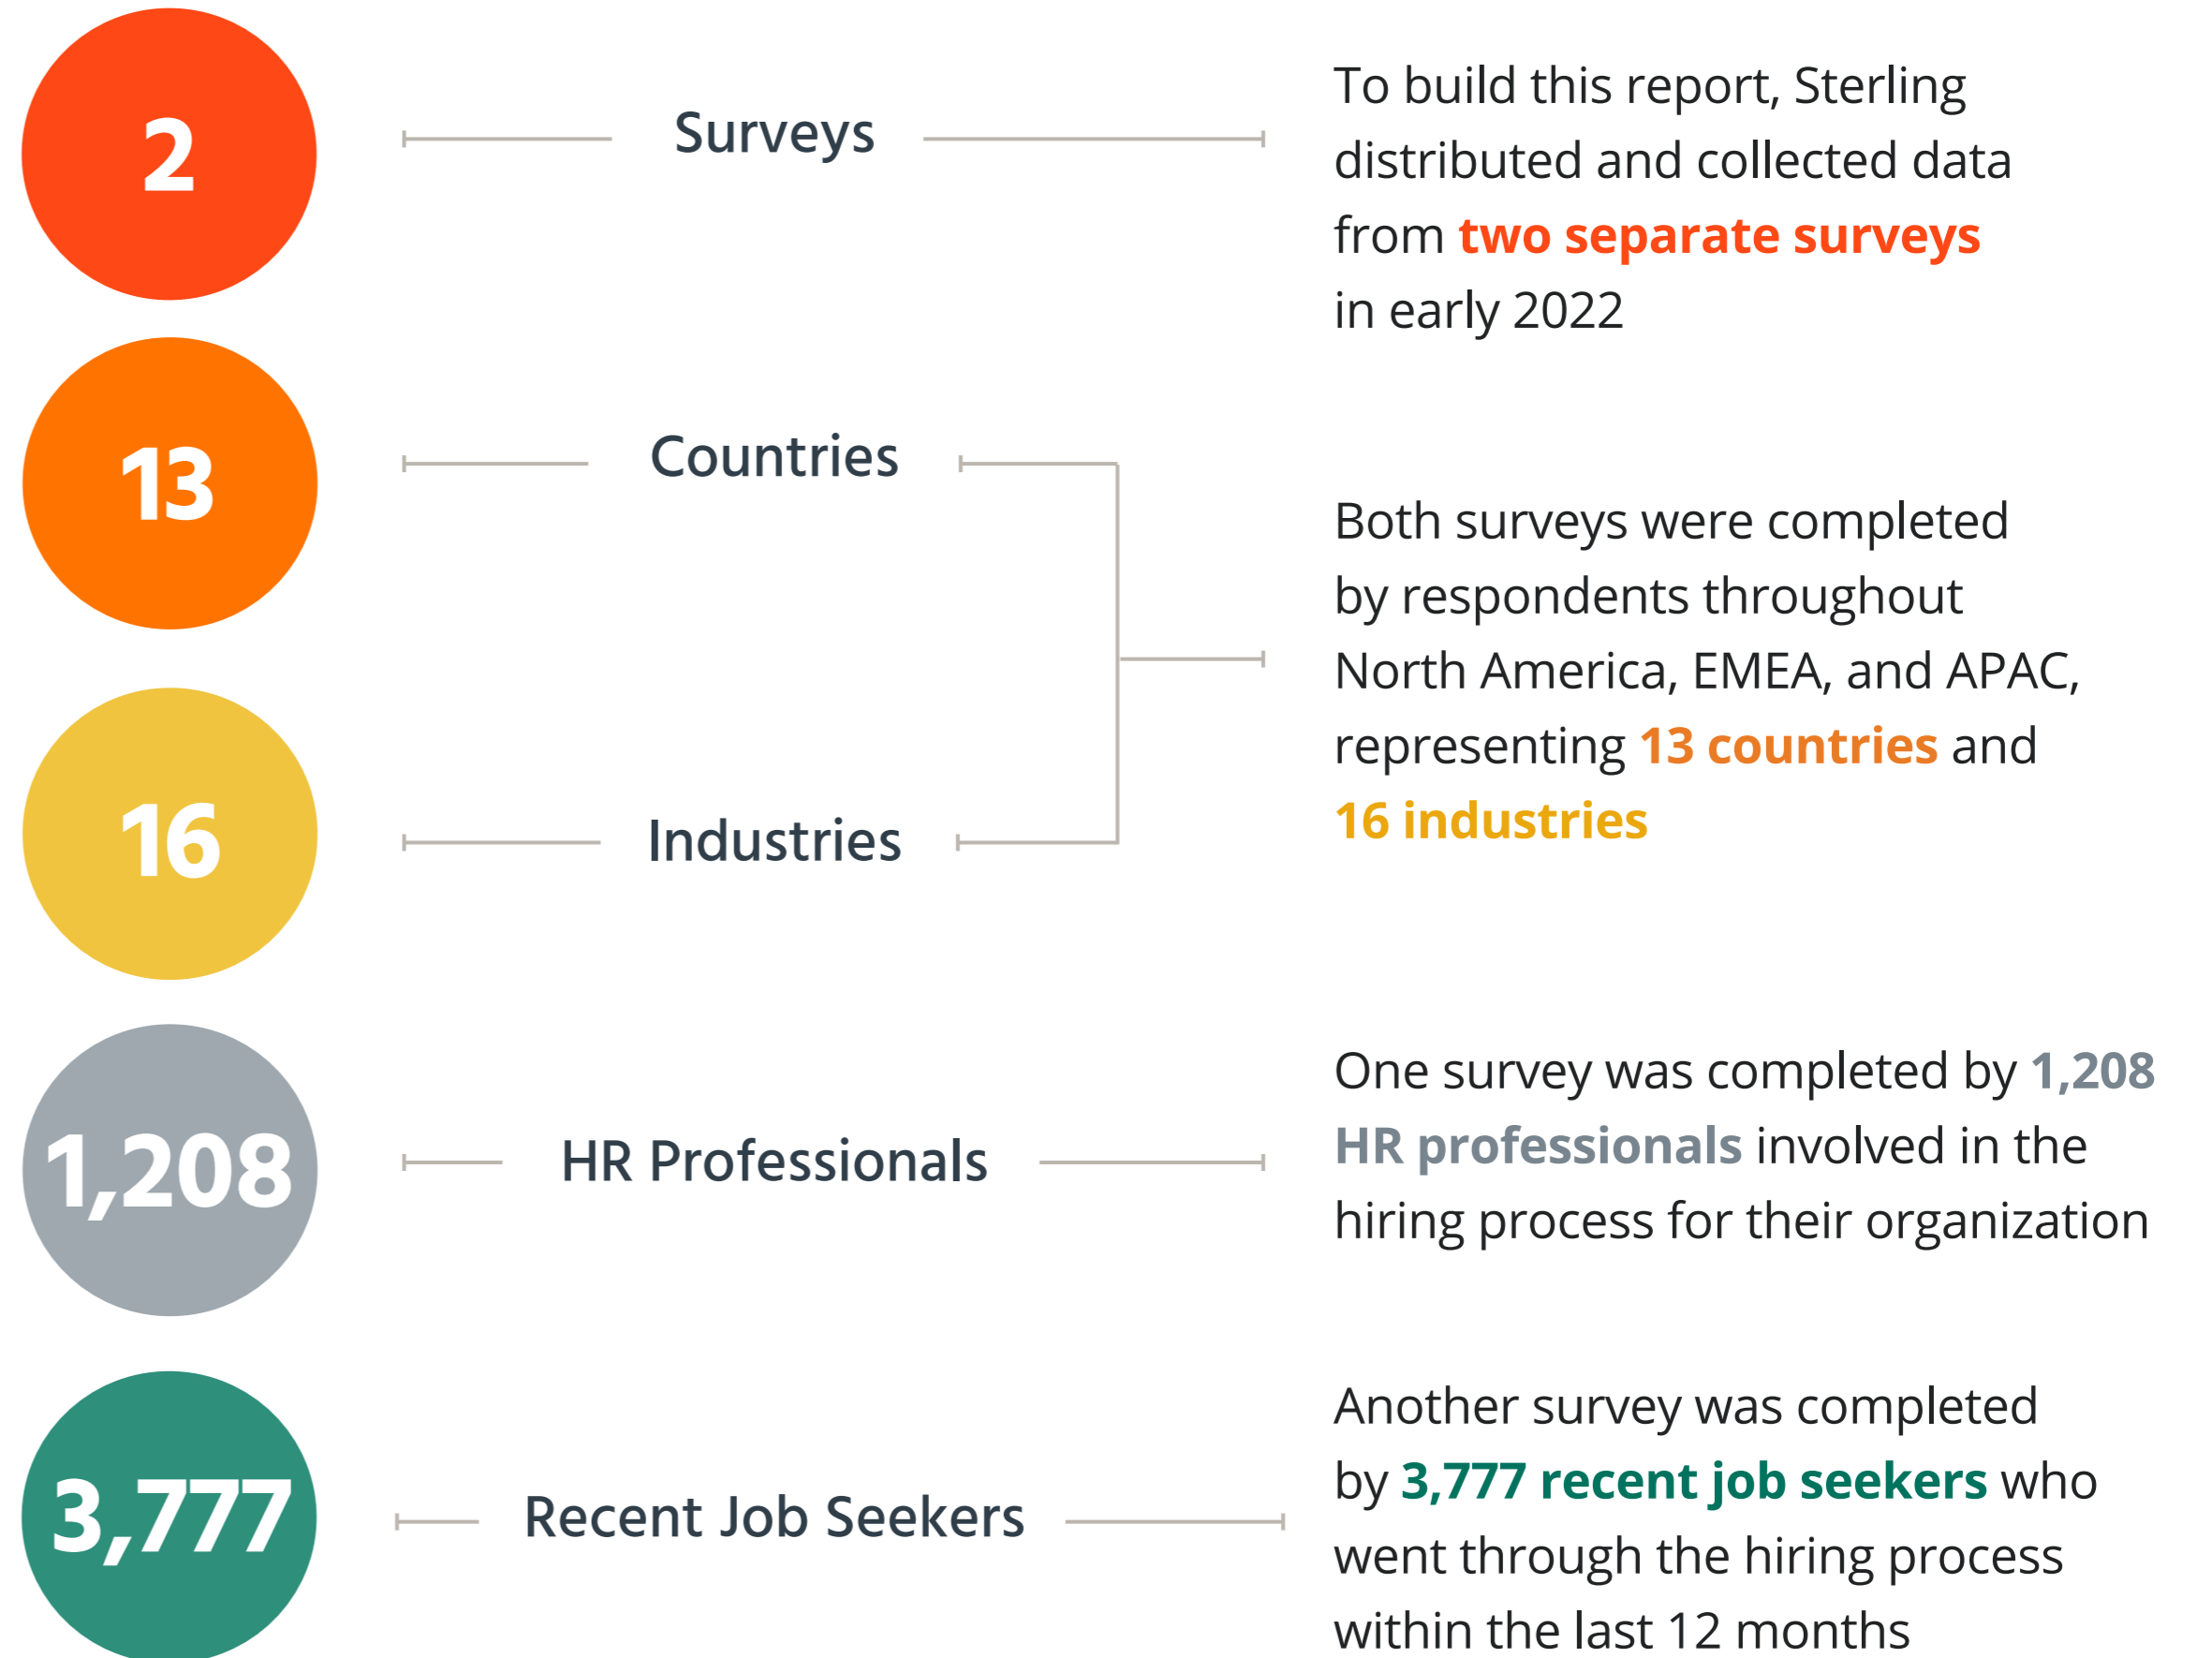 2
Surveys
To build this report, Sterling
distributed and collected data
from two separate surveys
in early 2022
13
Countries
16
Industries
Both surveys were completed
by respondents throughout
North America, EMEA, and APAC,
representing 13 countries and
16 industries
1,208
HR Professionals
One survey was completed by 1,208
HR professionals involved in the
hiring process for their organization
3,777
Recent Job Seekers
Another survey was completed
by 3,777 recent job seekers who
went through the hiring process
within the last 12 months